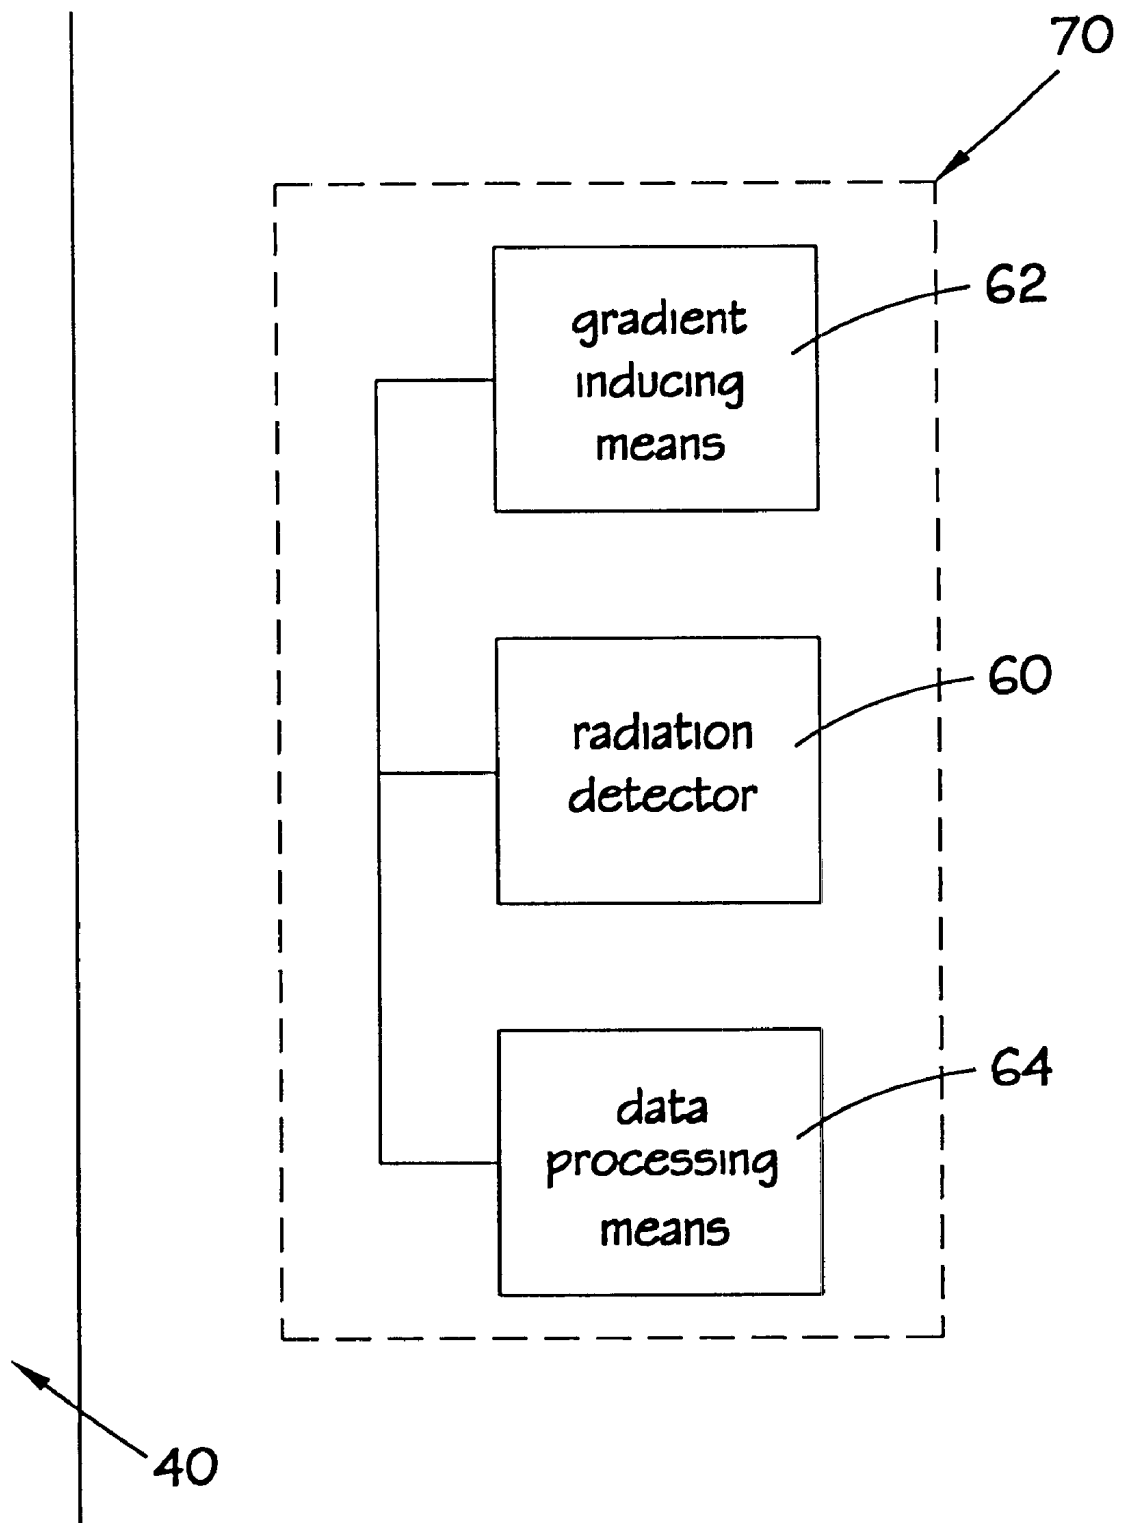 70
62
gradient
inducing
means
60
radiation
detector
64
data
processing
means
40